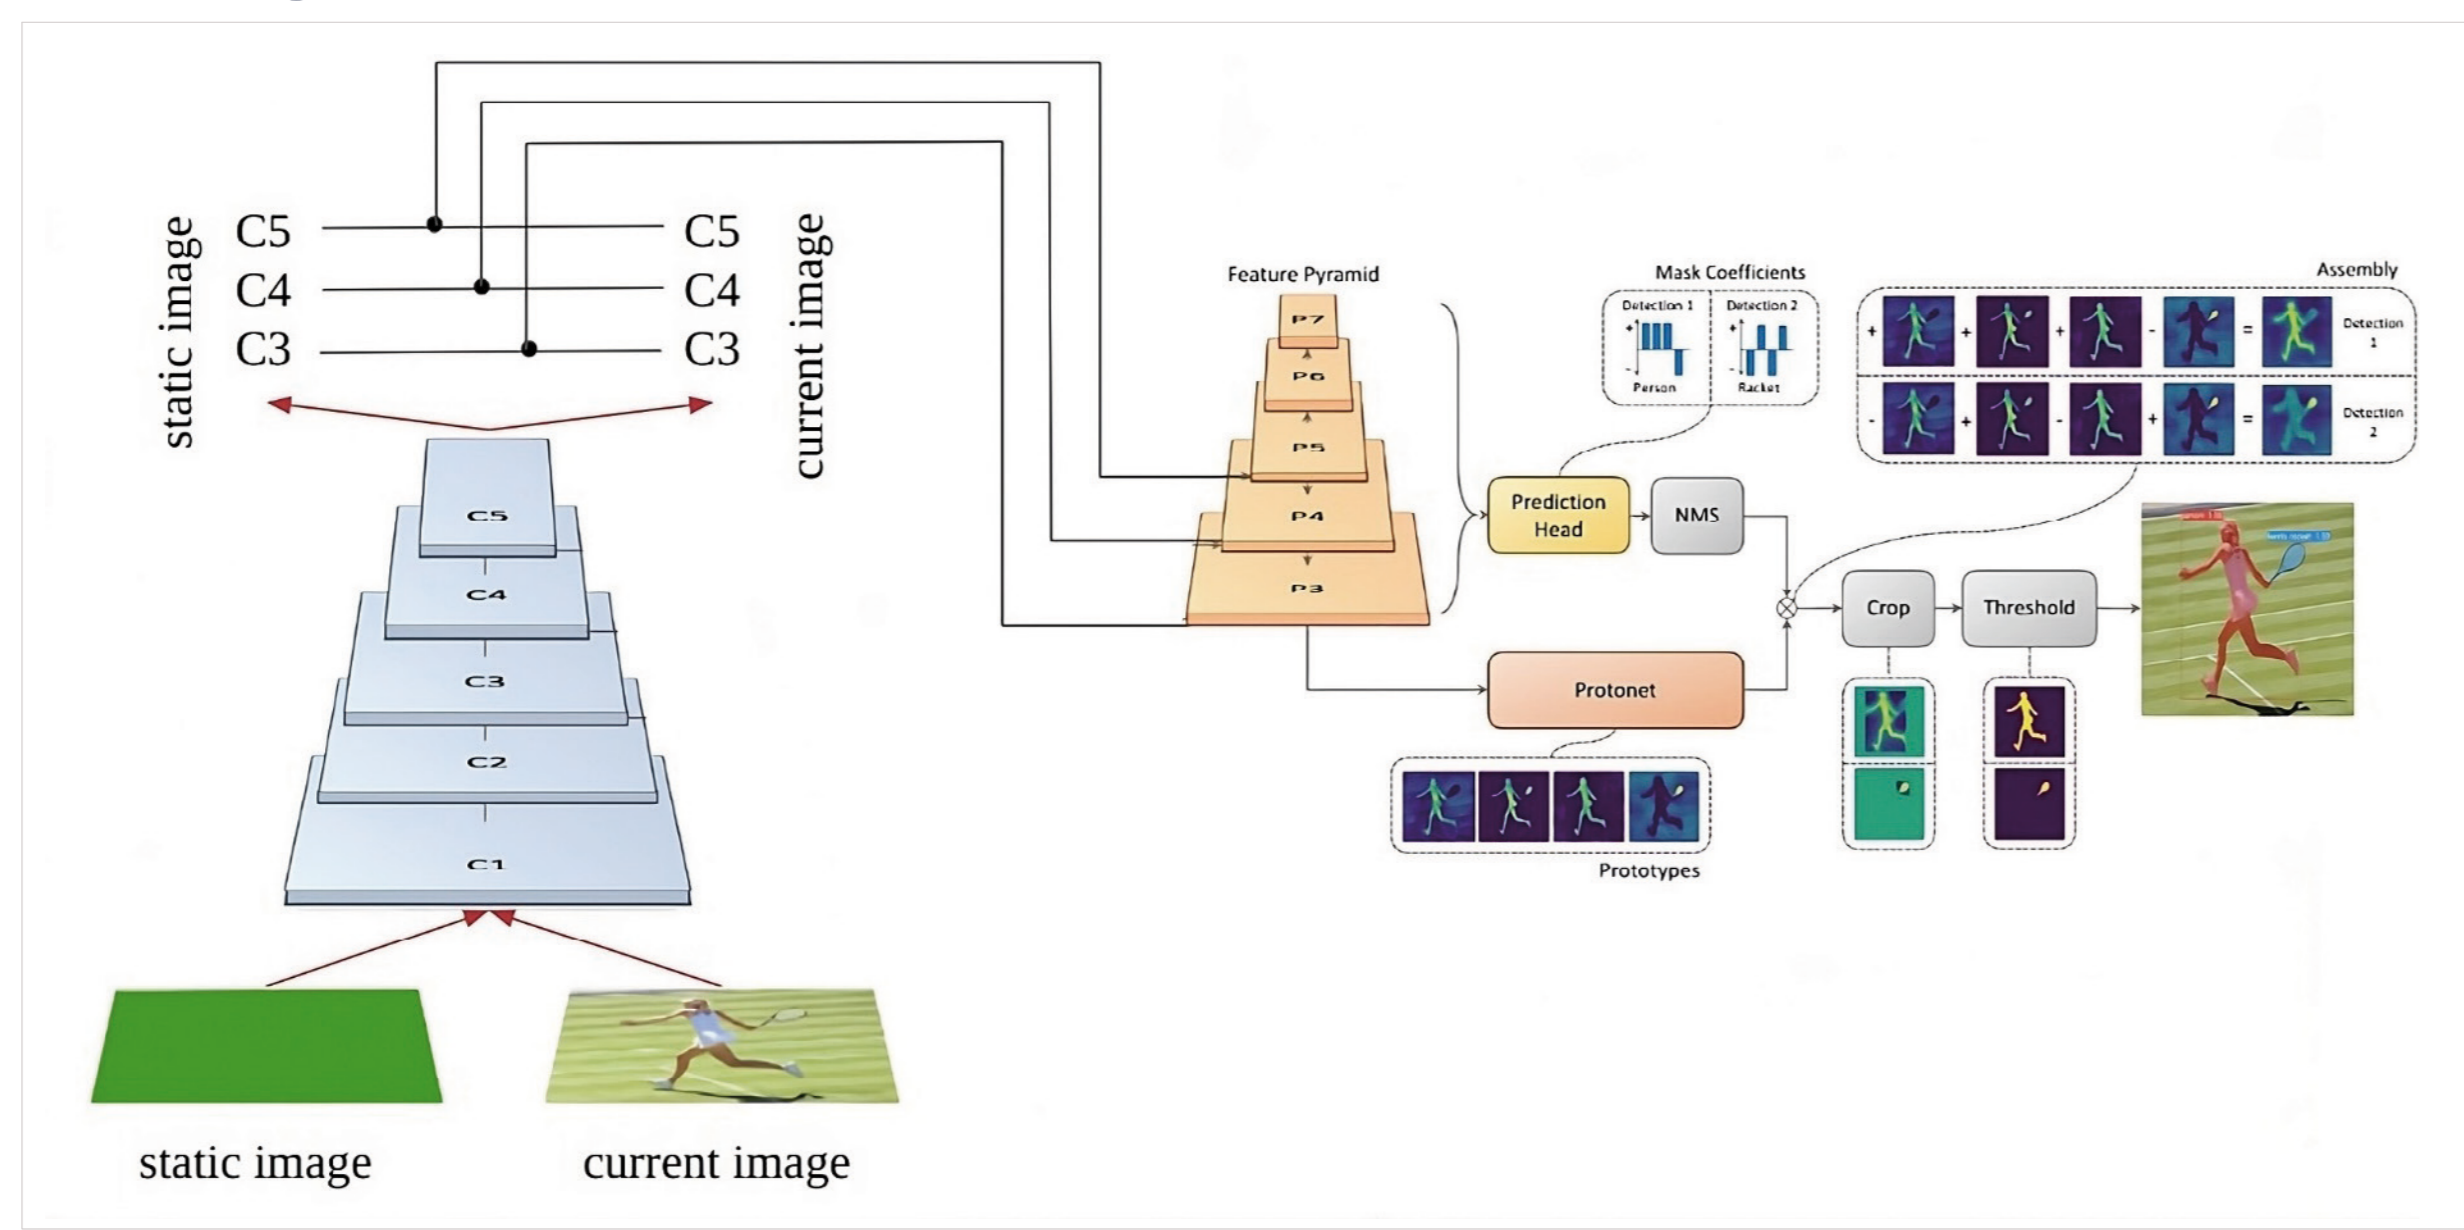 static image
C5
C5
C4
C4
C3
C3
current image
C5
C4
C3
C2
C1
static image
current image
Feature Pyramid
P7
P6
P5
P4
P3
Mask Coefficients
Detection 1
Detection 2
+
-
+
-
Person
Racket
Assembly
+ + + - =
Detection
1
- + - + =
Detection
2
Prediction
Head
NMS
Crop
Threshold
Protonet
Prototypes